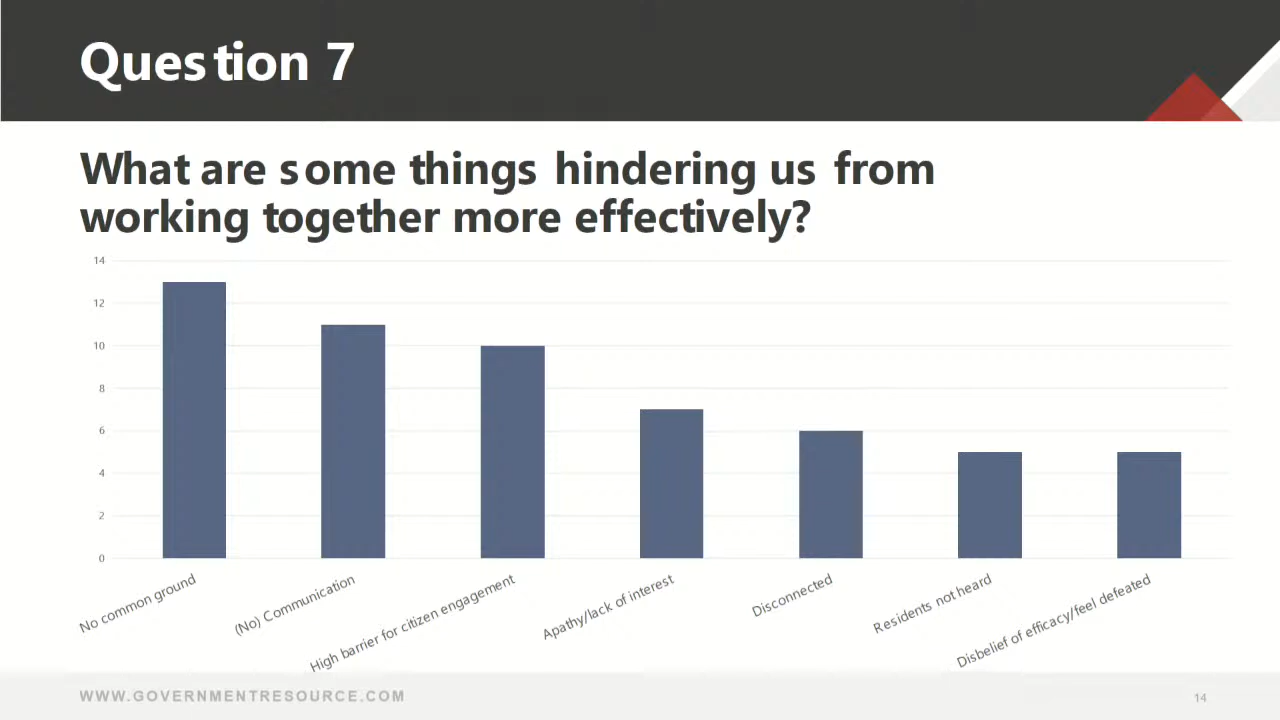 Question 7
What are some things hindering us from
working together more effectively?
14
12
10
8
6
4
2
0
No common ground
(No) Communication
High barrier for citizen engagement
Apathy/lack of interest
Disconnected
Residents not heard
Disbelief of efficacy/feel defeated
WWW.GOVERNMENTRESOURCE.COM
14